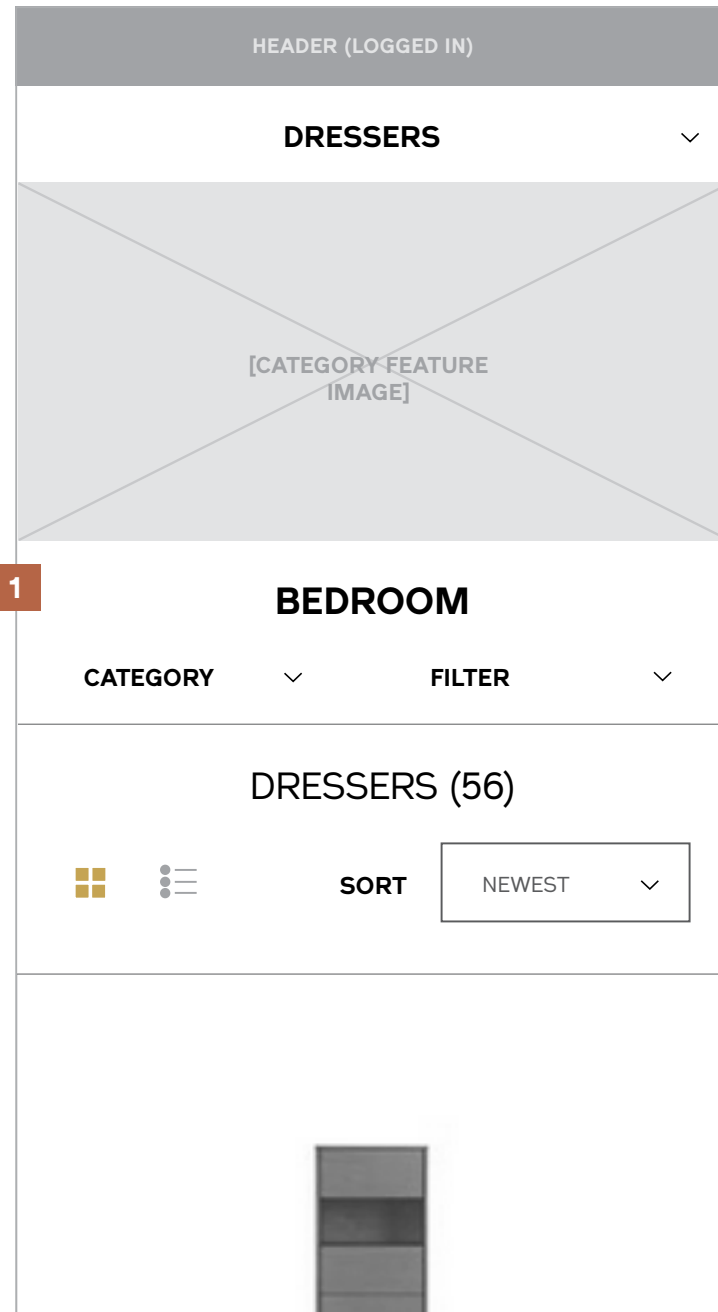 HEADER (LOGGED IN)
DRESSERS
[CATEGORY FEATURE
IMAGE]
1
BEDROOM
CATEGORY FILTER
DRESSERS (56)
SORT NEWEST